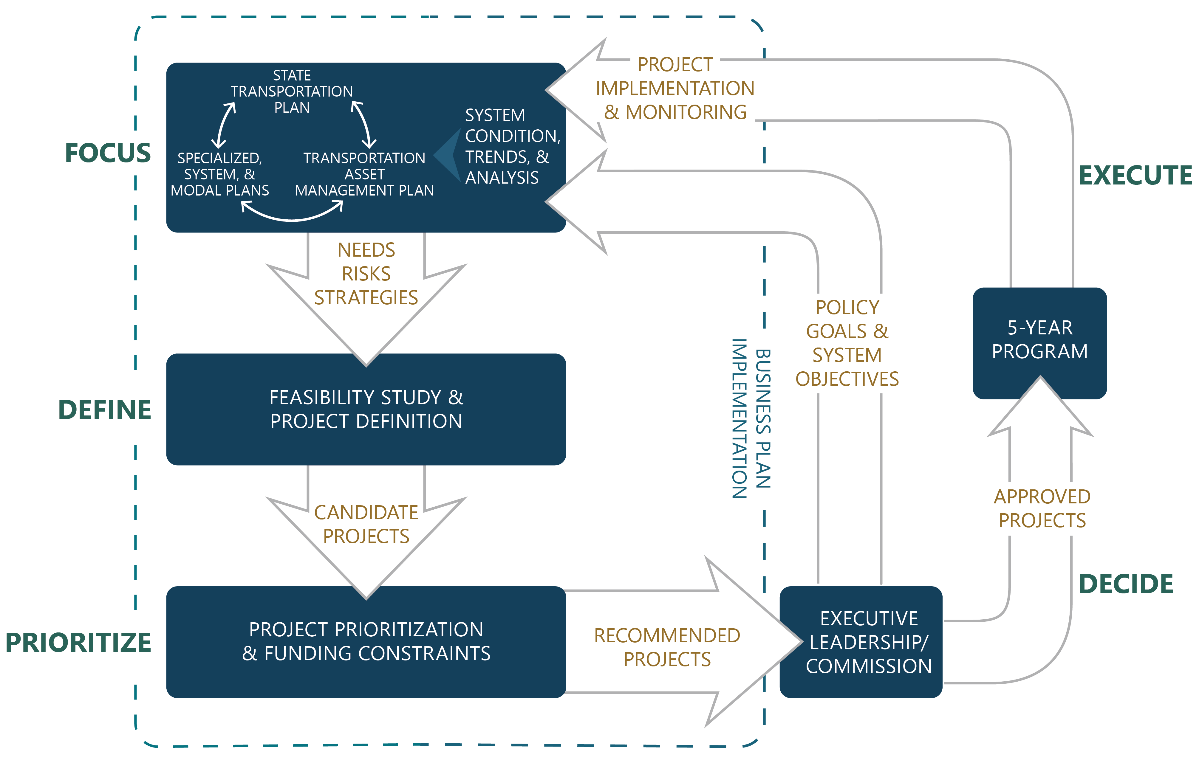 FOCUS
STATE
TRANSPORTATION
PLAN
SPECIALIZED,
SYSTEM, &
MODAL PLANS
TRANSPORTATION
ASSET
MANAGEMENT PLAN
SYSTEM
CONDITION,
TRENDS, &
ANALYSIS
PROJECT
IMPLEMENTATION
& MONITORING
EXECUTE
NEEDS
RISKS
STRATEGIES
POLICY
GOALS &
SYSTEM
OBJECTIVES
5-YEAR
PROGRAM
BUSINESS PLAN
IMPLEMENTATION
DEFINE
FEASIBILITY STUDY &
PROJECT DEFINITION
CANDIDATE
PROJECTS
APPROVED
PROJECTS
DECIDE
PRIORITIZE
PROJECT PRIORITIZATION
& FUNDING CONSTRAINTS
RECOMMENDED
PROJECTS
EXECUTIVE
LEADERSHIP/
COMMISSION